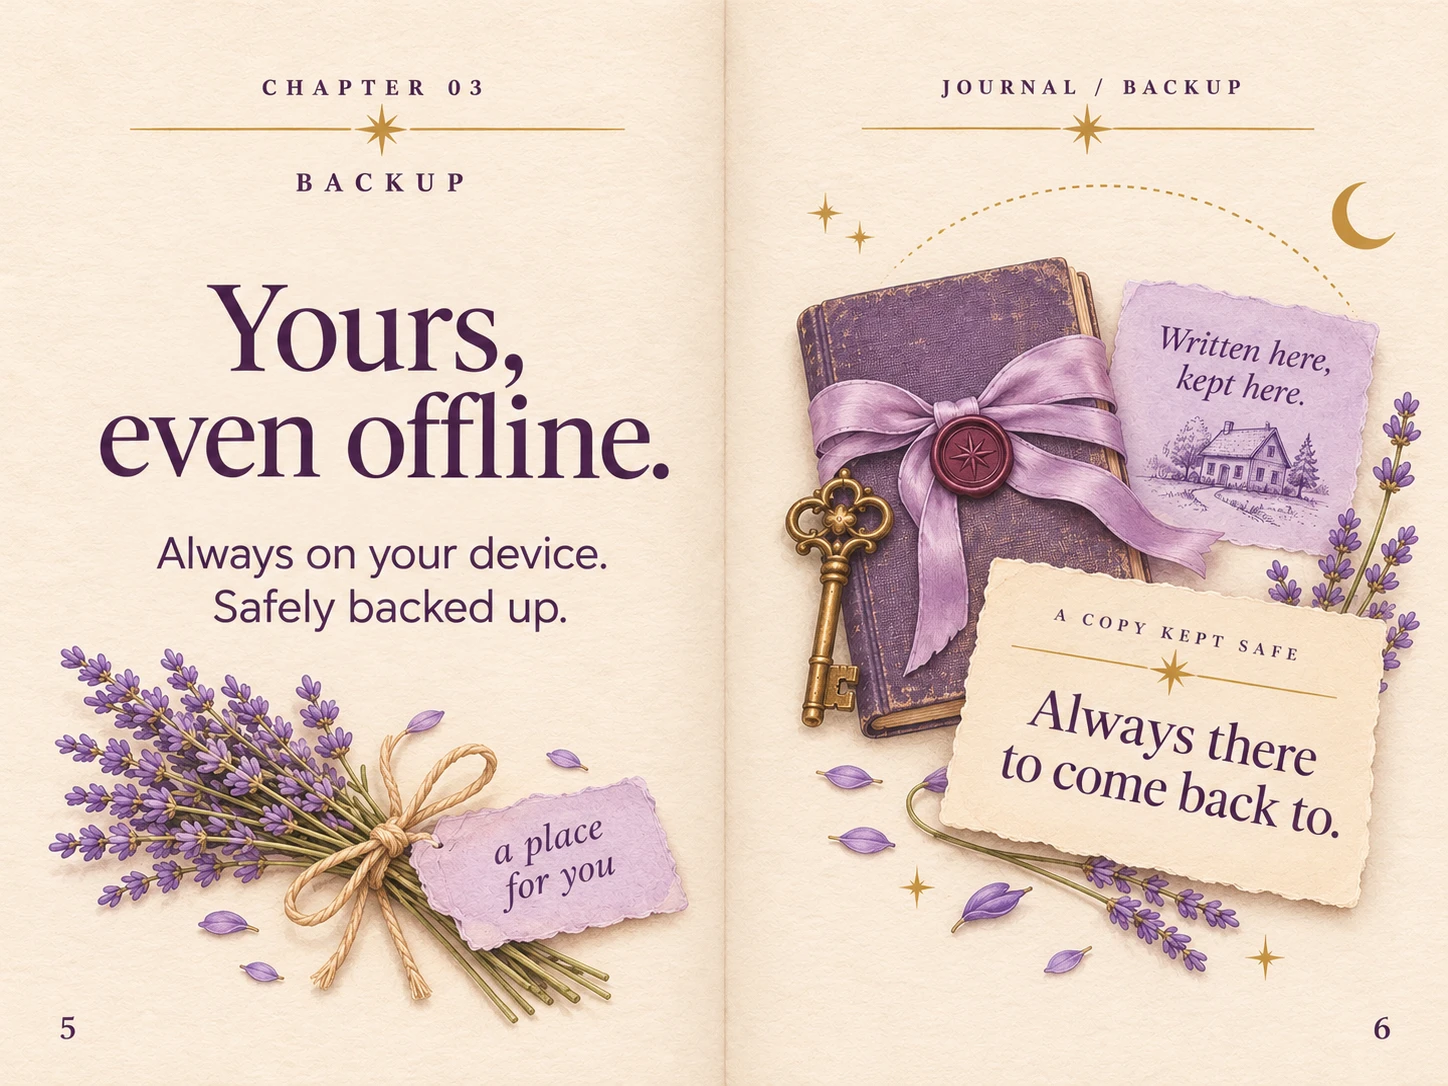 CHAPTER 03
BACKUP
Yours,
even offline.
Always on your device.
Safely backed up.
a place
for you
5
JOURNAL / BACKUP
Written here,
kept here.
A COPY KEPT SAFE
Always there
to come back to.
6